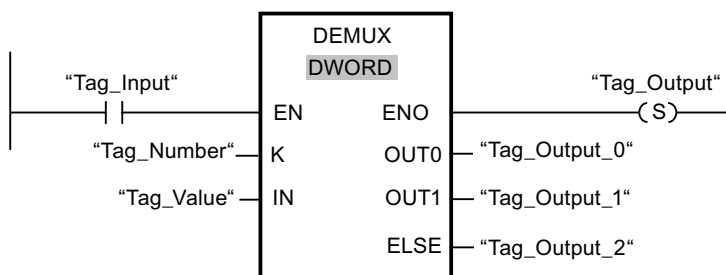 DEMUX
DWORD
“Tag_Input“
“Tag_Output“
EN ENO
S
“Tag_Number“ K OUT0 “Tag_Output_0“
“Tag_Value“ IN OUT1 “Tag_Output_1“
ELSE “Tag_Output_2“